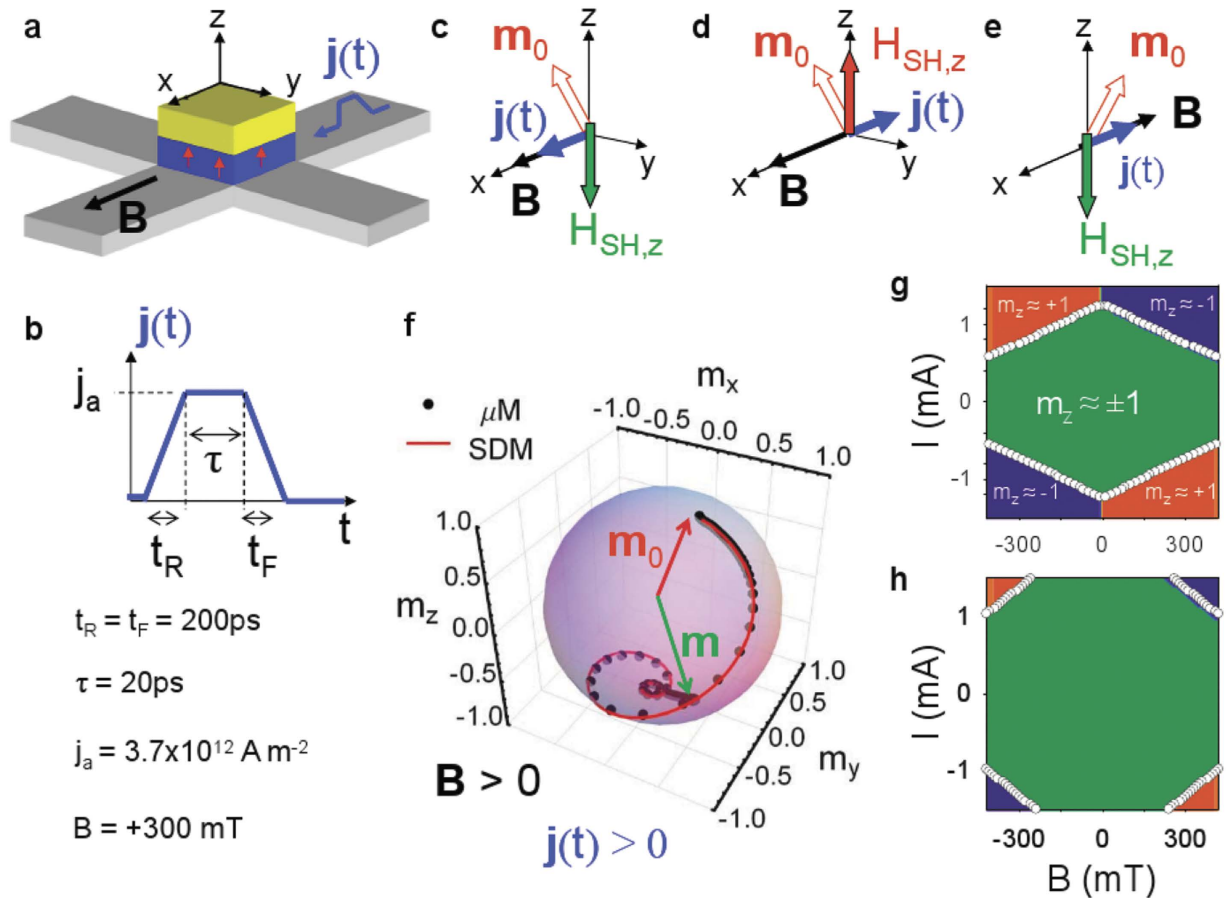 a
z
x
y
j(t)
B
c
z
m0
j(t)
x
B
y
HSH,z
d
z
m0
HSH,z
j(t)
x
B
y
e
z
m0
B
x
j(t)
HSH,z
b
j(t)
ja
τ
tR
tF
t
tR = tF = 200ps
τ = 20ps
ja = 3.7x10¹² A m⁻²
B = +300 mT
f
μM
SDM
mx
-1.0
-0.5
0.0
0.5
1.0
mz
1.0
0.5
0.0
-0.5
-1.0
my
1.0
0.5
0.0
-0.5
-1.0
m0
m
B > 0
j(t) > 0
g
mz ≈ +1
mz ≈ -1
mz ≈ ±1
mz ≈ -1
mz ≈ +1
I (mA)
1
0
-1
-300 0 300
h
I (mA)
1
0
-1
-300 0 300
B (mT)